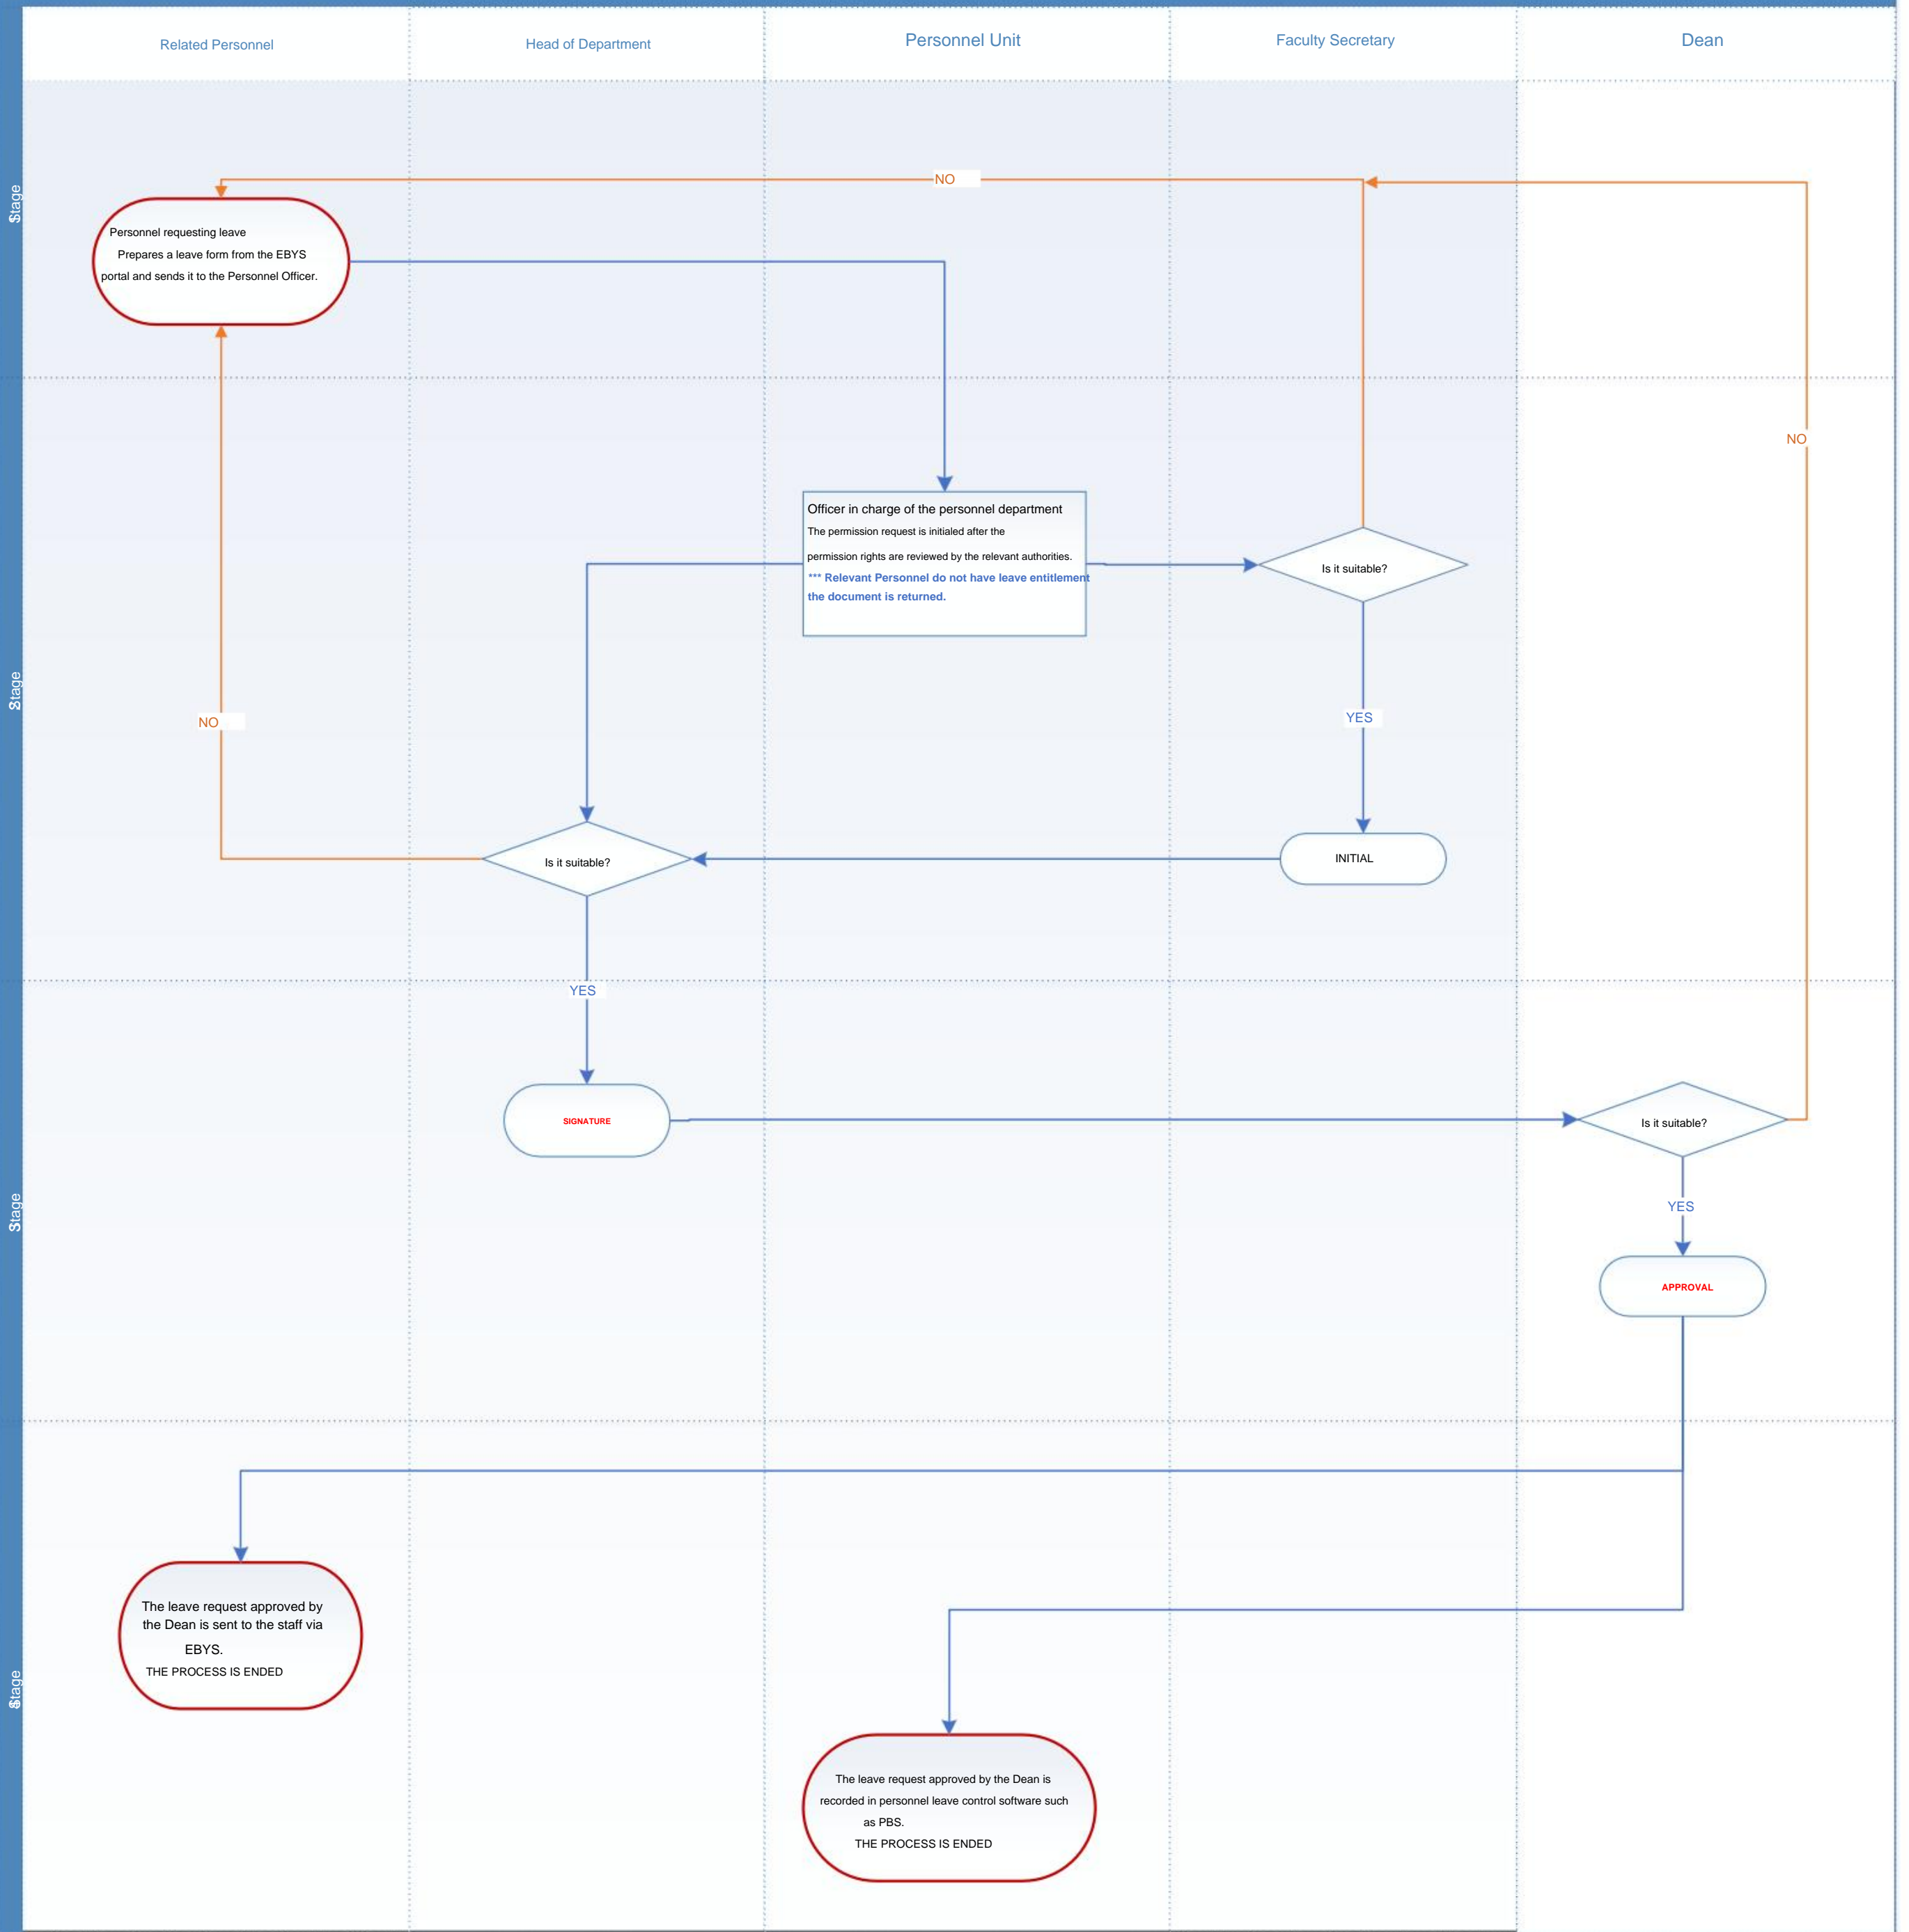 Related Personnel
Head of Department
Personnel Unit
Faculty Secretary
Dean
Stage
NO
Personnel requesting leave
Prepares a leave form from the EBYS
portal and sends it to the Personnel Officer.
NO
Officer in charge of the personnel department
The permission request is initialed after the
permission rights are reviewed by the relevant authorities.
*** Relevant Personnel do not have leave entitlement
the document is returned.
Is it suitable?
Stage
NO
YES
Is it suitable?
INITIAL
YES
SIGNATURE
Is it suitable?
Stage
YES
APPROVAL
The leave request approved by
the Dean is sent to the staff via
EBYS.
THE PROCESS IS ENDED
Stage
The leave request approved by the Dean is
recorded in personnel leave control software such
as PBS.
THE PROCESS IS ENDED